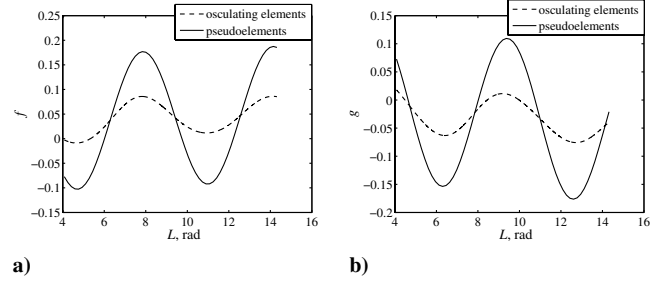 osculating elements
pseudoelements
0.25
0.2
0.15
0.1
0.05
0
-0.05
-0.1
-0.15
f
4 6 8 10 12 14 16
L, rad
a)
osculating elements
pseudoelements
0.15
0.1
0.05
0
-0.05
-0.1
-0.15
-0.2
g
4 6 8 10 12 14 16
L, rad
b)